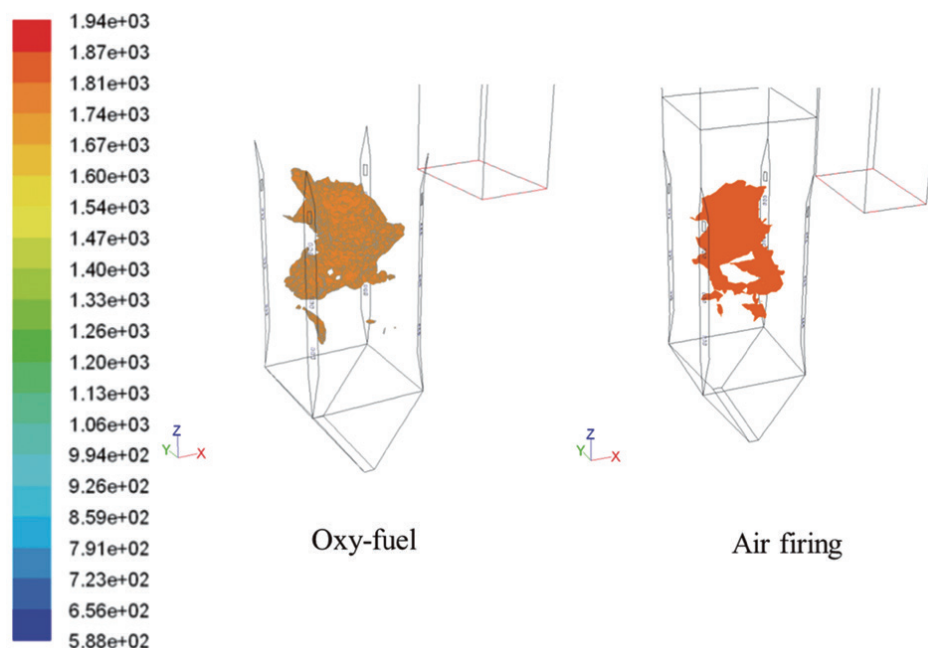 1.94e+03
1.87e+03
1.81e+03
1.74e+03
1.67e+03
1.60e+03
1.54e+03
1.47e+03
1.40e+03
1.33e+03
1.26e+03
1.20e+03
1.13e+03
1.06e+03
9.94e+02
9.26e+02
8.59e+02
7.91e+02
7.23e+02
6.56e+02
5.88e+02
Z
Y X
Z
Y X
Oxy-fuel
Air firing